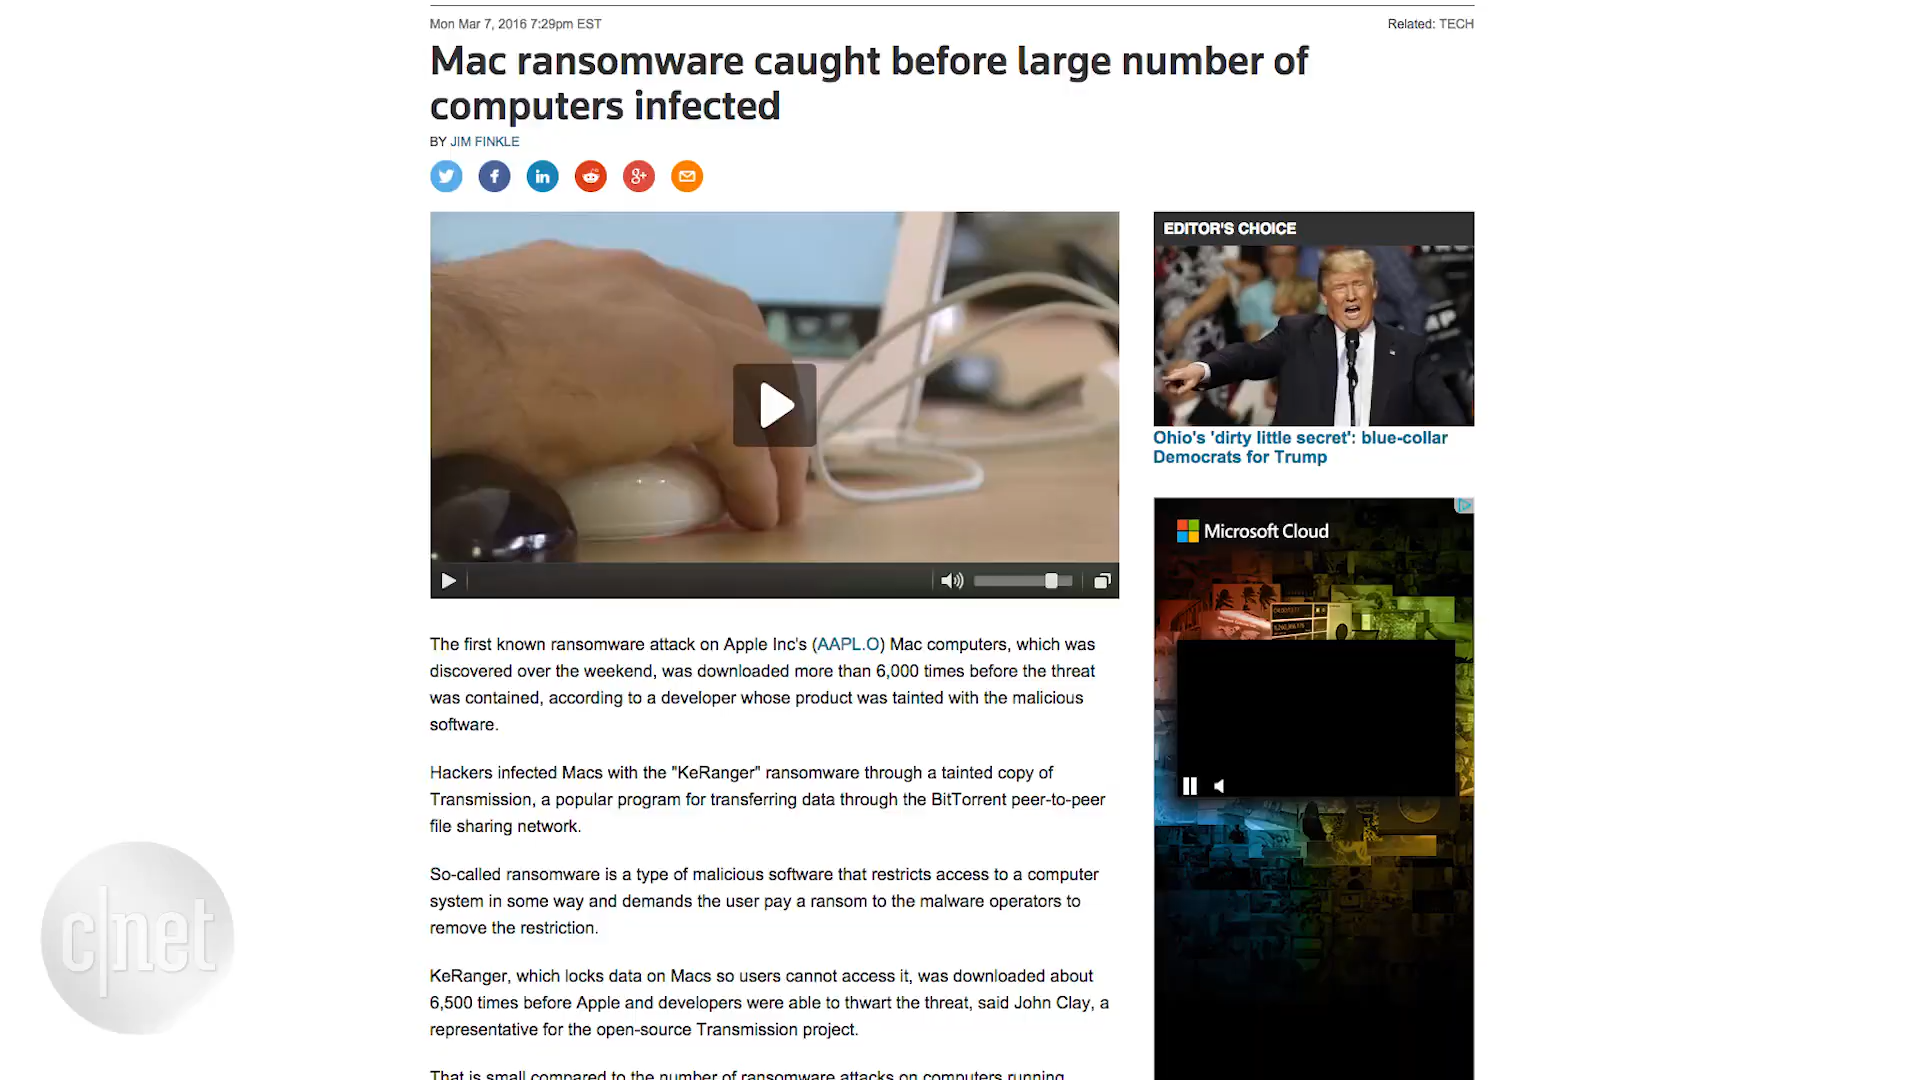 Mon Mar 7, 2016 7:29pm EST
Related: TECH
Mac ransomware caught before large number of
computers infected
BY JIM FINKLE
EDITOR'S CHOICE
Ohio's 'dirty little secret': blue-collar
Democrats for Trump
Microsoft Cloud
The first known ransomware attack on Apple Inc's (AAPL.O) Mac computers, which was
discovered over the weekend, was downloaded more than 6,000 times before the threat
was contained, according to a developer whose product was tainted with the malicious
software.
Hackers infected Macs with the "KeRanger" ransomware through a tainted copy of
Transmission, a popular program for transferring data through the BitTorrent peer-to-peer
file sharing network.
So-called ransomware is a type of malicious software that restricts access to a computer
system in some way and demands the user pay a ransom to the malware operators to
remove the restriction.
KeRanger, which locks data on Macs so users cannot access it, was downloaded about
6,500 times before Apple and developers were able to thwart the threat, said John Clay, a
representative for the open-source Transmission project.
That is small compared to the number of ransomware attacks on computers running
c|net